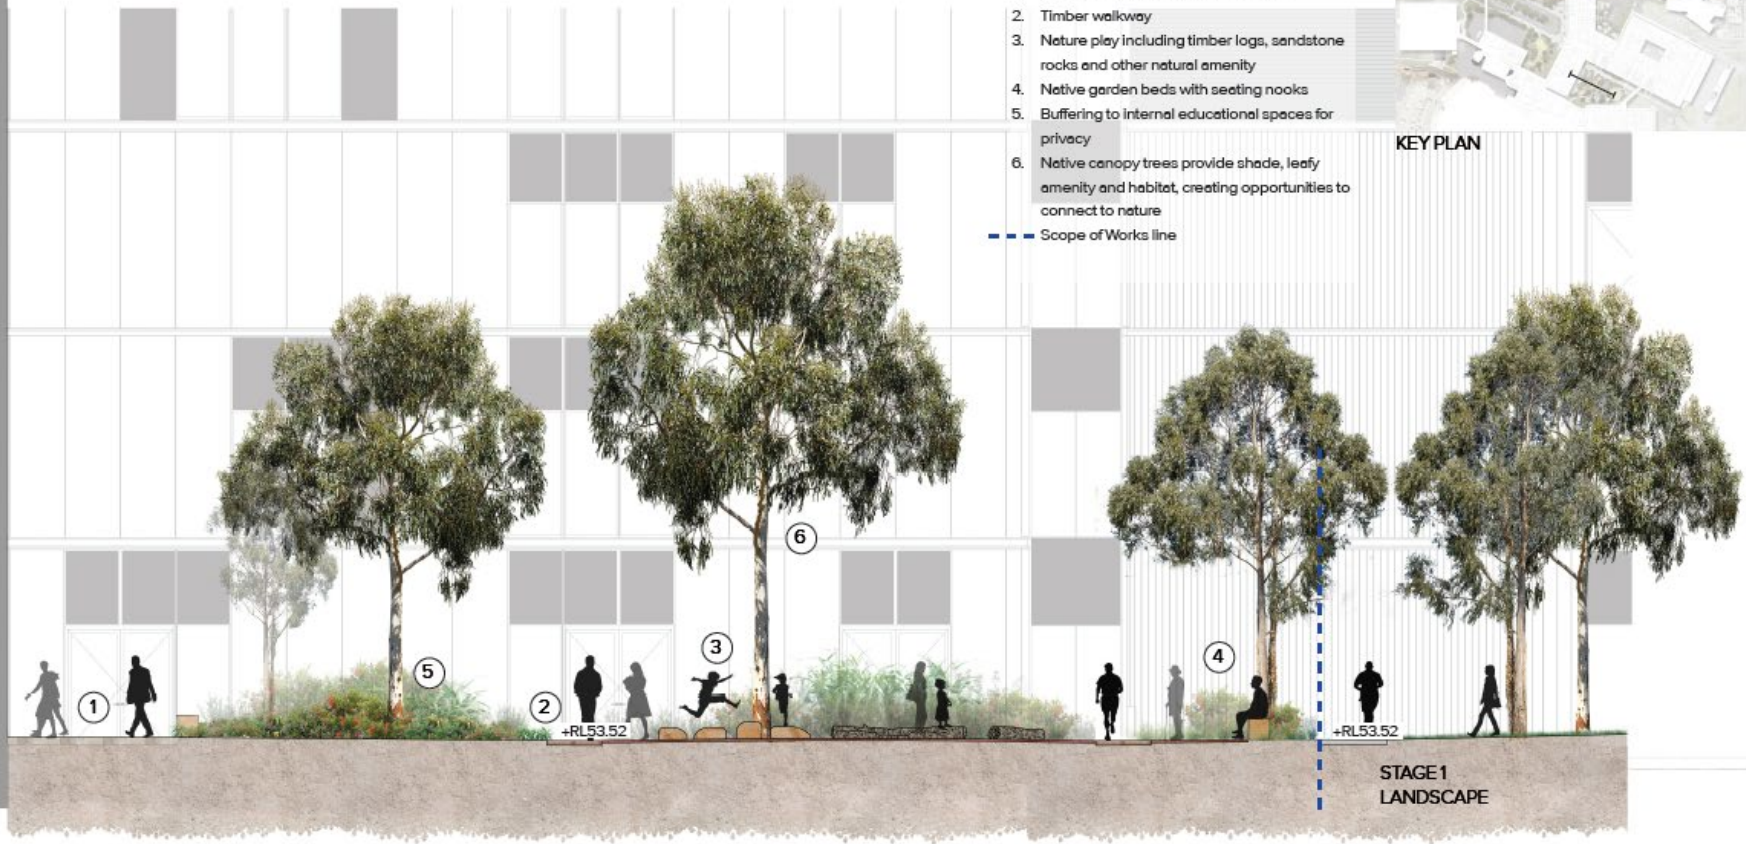 2. Timber walkway
3. Nature play including timber logs, sandstone
rocks and other natural amenity
4. Native garden beds with seating nooks
5. Buffering to internal educational spaces for
privacy
6. Native canopy trees provide shade, leafy
amenity and habitat, creating opportunities to
connect to nature
Scope of Works line
KEY PLAN
6
3
4
5
1
2
+RL53.52
+RL53.52
STAGE 1
LANDSCAPE